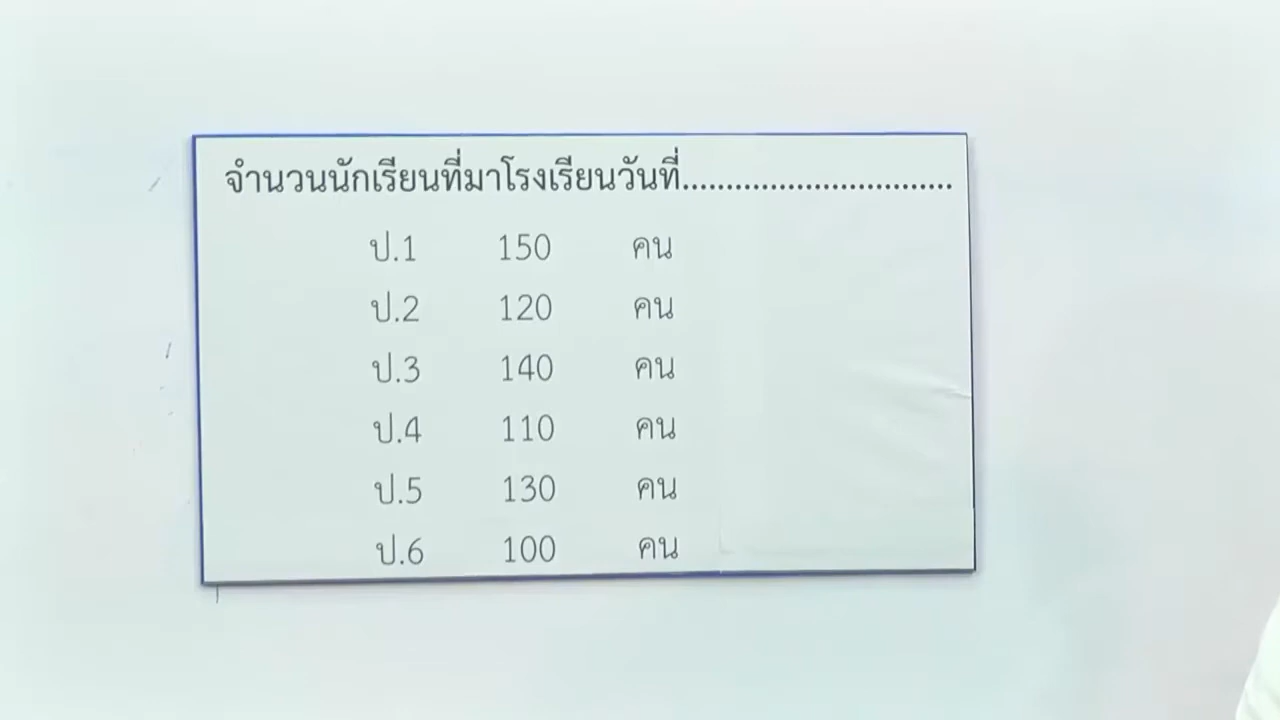 จำนวนนักเรียนที่มาโรงเรียนวันที่..............................
ป.1 150 คน
ป.2 120 คน
ป.3 140 คน
ป.4 110 คน
ป.5 130 คน
ป.6 100 คน